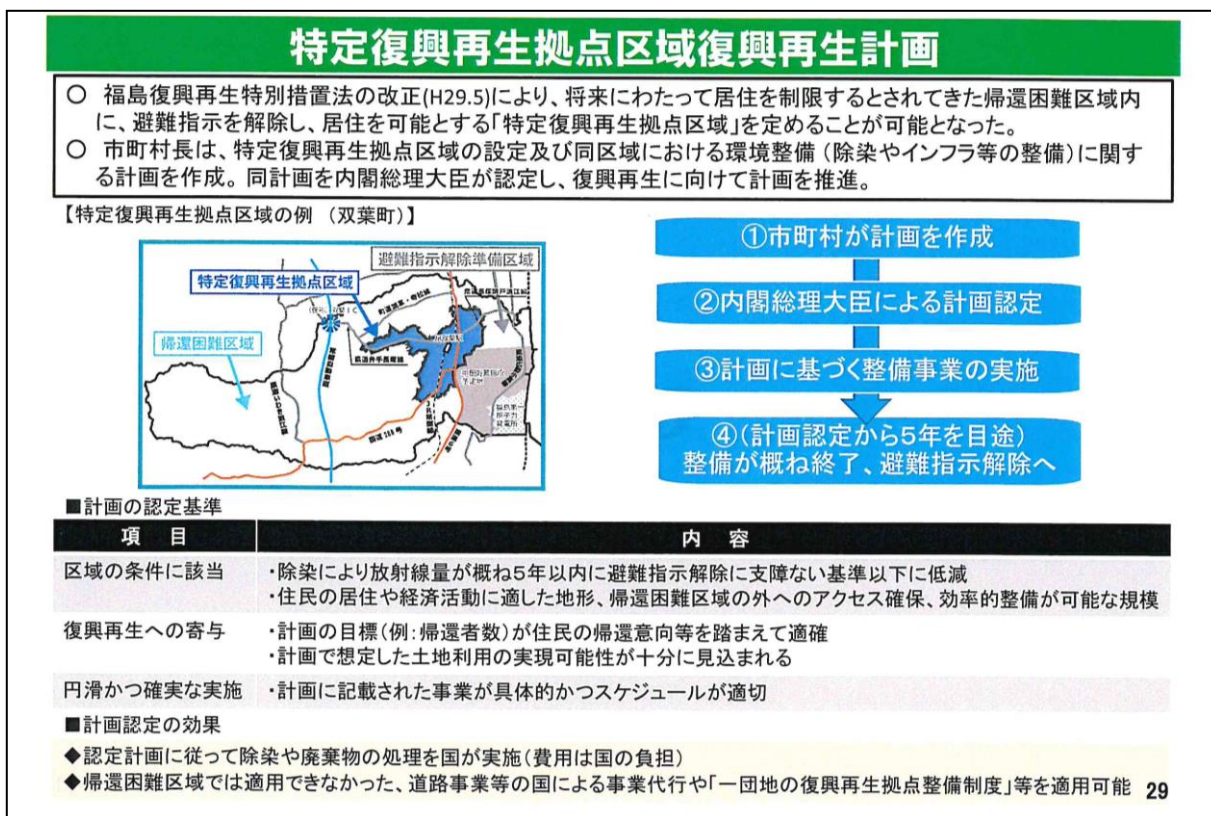 特定復興再生拠点区域復興再生計画
○ 福島復興再生特別措置法の改正(H29.5)により、将来にわたって居住を制限するとされてきた帰還困難区域内
に、避難指示を解除し、居住を可能とする「特定復興再生拠点区域」を定めることが可能となった。
○ 市町村長は、特定復興再生拠点区域の設定及び同区域における環境整備(除染やインフラ等の整備)に関す
る計画を作成。同計画を内閣総理大臣が認定し、復興再生に向けて計画を推進。
【特定復興再生拠点区域の例 (双葉町)】
避難指示解除準備区域
特定復興再生拠点区域
帰還困難区域
国道288号
①市町村が計画を作成
②内閣総理大臣による計画認定
③計画に基づく整備事業の実施
④(計画認定から5年を目途)
整備が概ね終了、避難指示解除へ
■計画の認定基準
項 目 内 容
区域の条件に該当 ・除染により放射線量が概ね5年以内に避難指示解除に支障ない基準以下に低減
・住民の居住や経済活動に適した地形、帰還困難区域の外へのアクセス確保、効率的整備が可能な規模
復興再生への寄与 ・計画の目標(例:帰還者数)が住民の帰還意向等を踏まえて適確
・計画で想定した土地利用の実現可能性が十分に見込まれる
円滑かつ確実な実施 ・計画に記載された事業が具体的かつスケジュールが適切
■計画認定の効果
◆認定計画に従って除染や廃棄物の処理を国が実施(費用は国の負担)
◆帰還困難区域では適用できなかった、道路事業等の国による事業代行や「一団地の復興再生拠点整備制度」等を適用可能 29